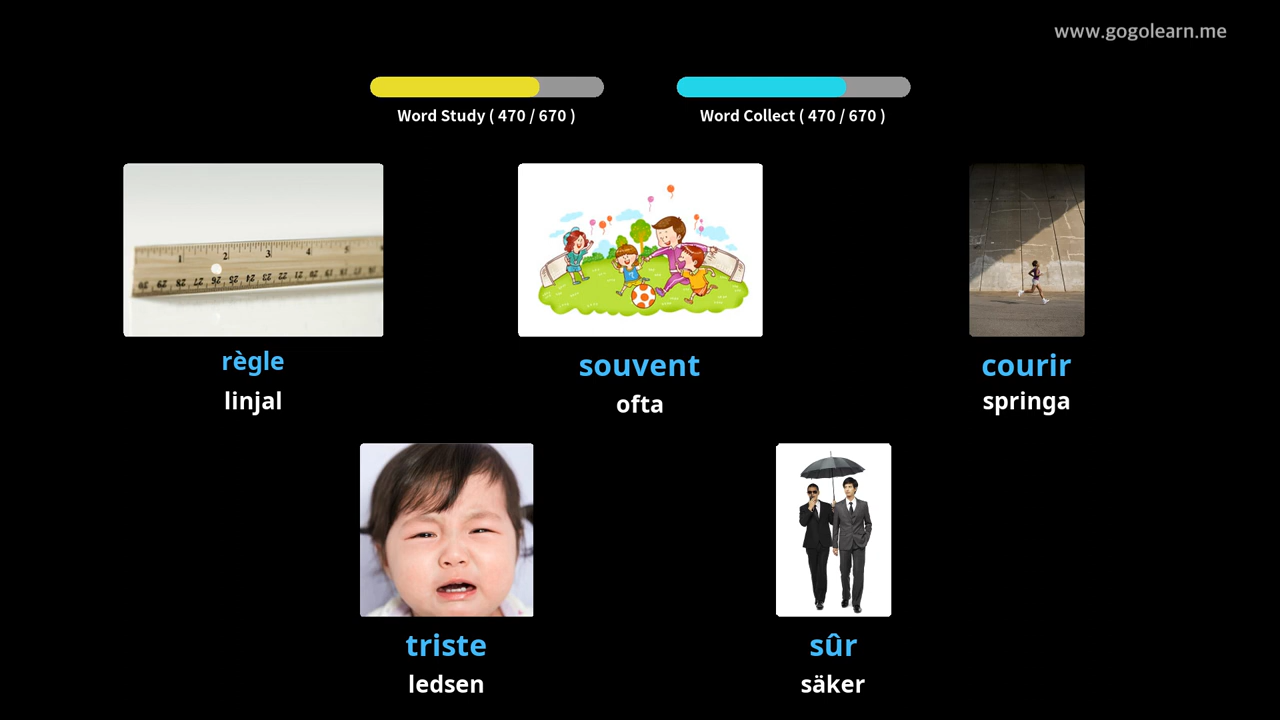 www.gogolearn.me
Word Study ( 470 / 670 )
Word Collect ( 470 / 670 )
règle
linjal
souvent
ofta
courir
springa
triste
ledsen
sûr
säker